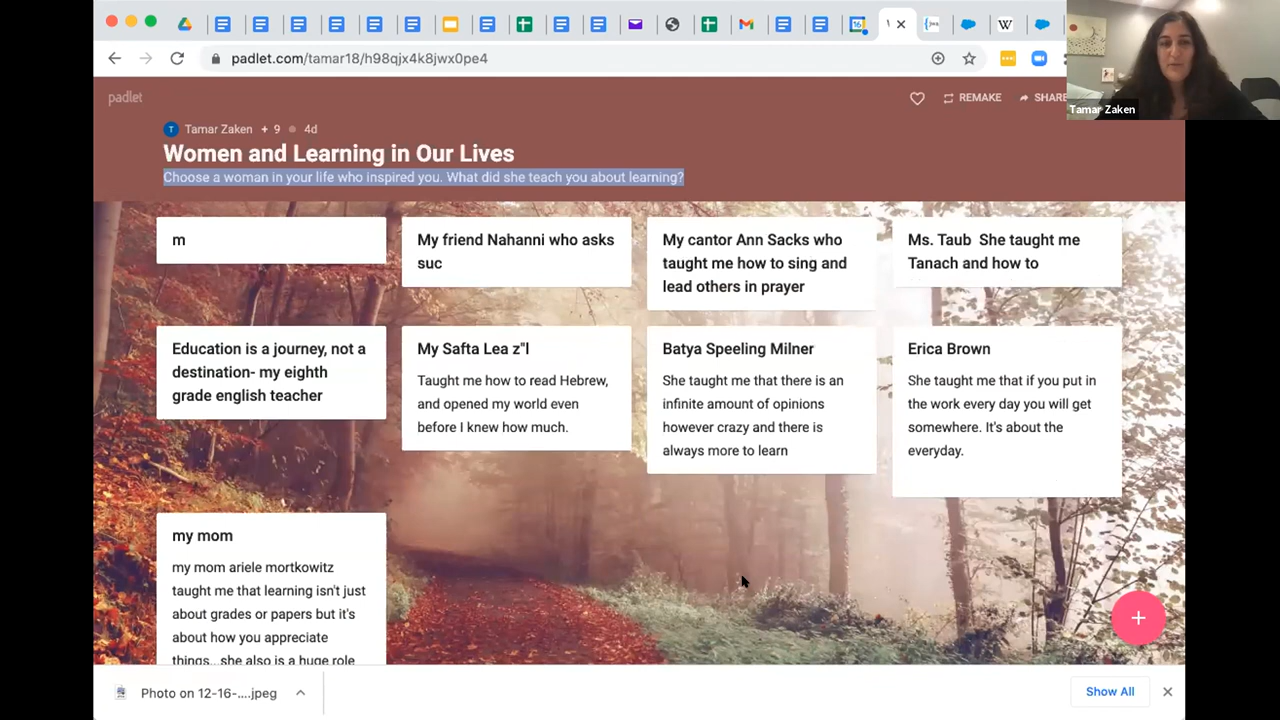 padlet.com/tamar18/h98qjx4k8jwx0pe4
padlet
REMAKE
SHARE
Tamar Zaken
T
Tamar Zaken + 9
4d
Women and Learning in Our Lives
Choose a woman in your life who inspired you. What did she teach you about learning?
m
My friend Nahanni who asks
suc
My cantor Ann Sacks who
taught me how to sing and
lead others in prayer
Ms. Taub She taught me
Tanach and how to
Education is a journey, not a
destination- my eighth
grade english teacher
My Safta Lea z"l
Taught me how to read Hebrew,
and opened my world even
before I knew how much.
Batya Speeling Milner
She taught me that there is an
infinite amount of opinions
however crazy and there is
always more to learn
Erica Brown
She taught me that if you put in
the work every day you will get
somewhere. It's about the
everyday.
my mom
my mom ariele mortkowitz
taught me that learning isn't just
about grades or papers but it's
about how you appreciate
things...she also is a huge role
Photo on 12-16-....jpeg
Show All